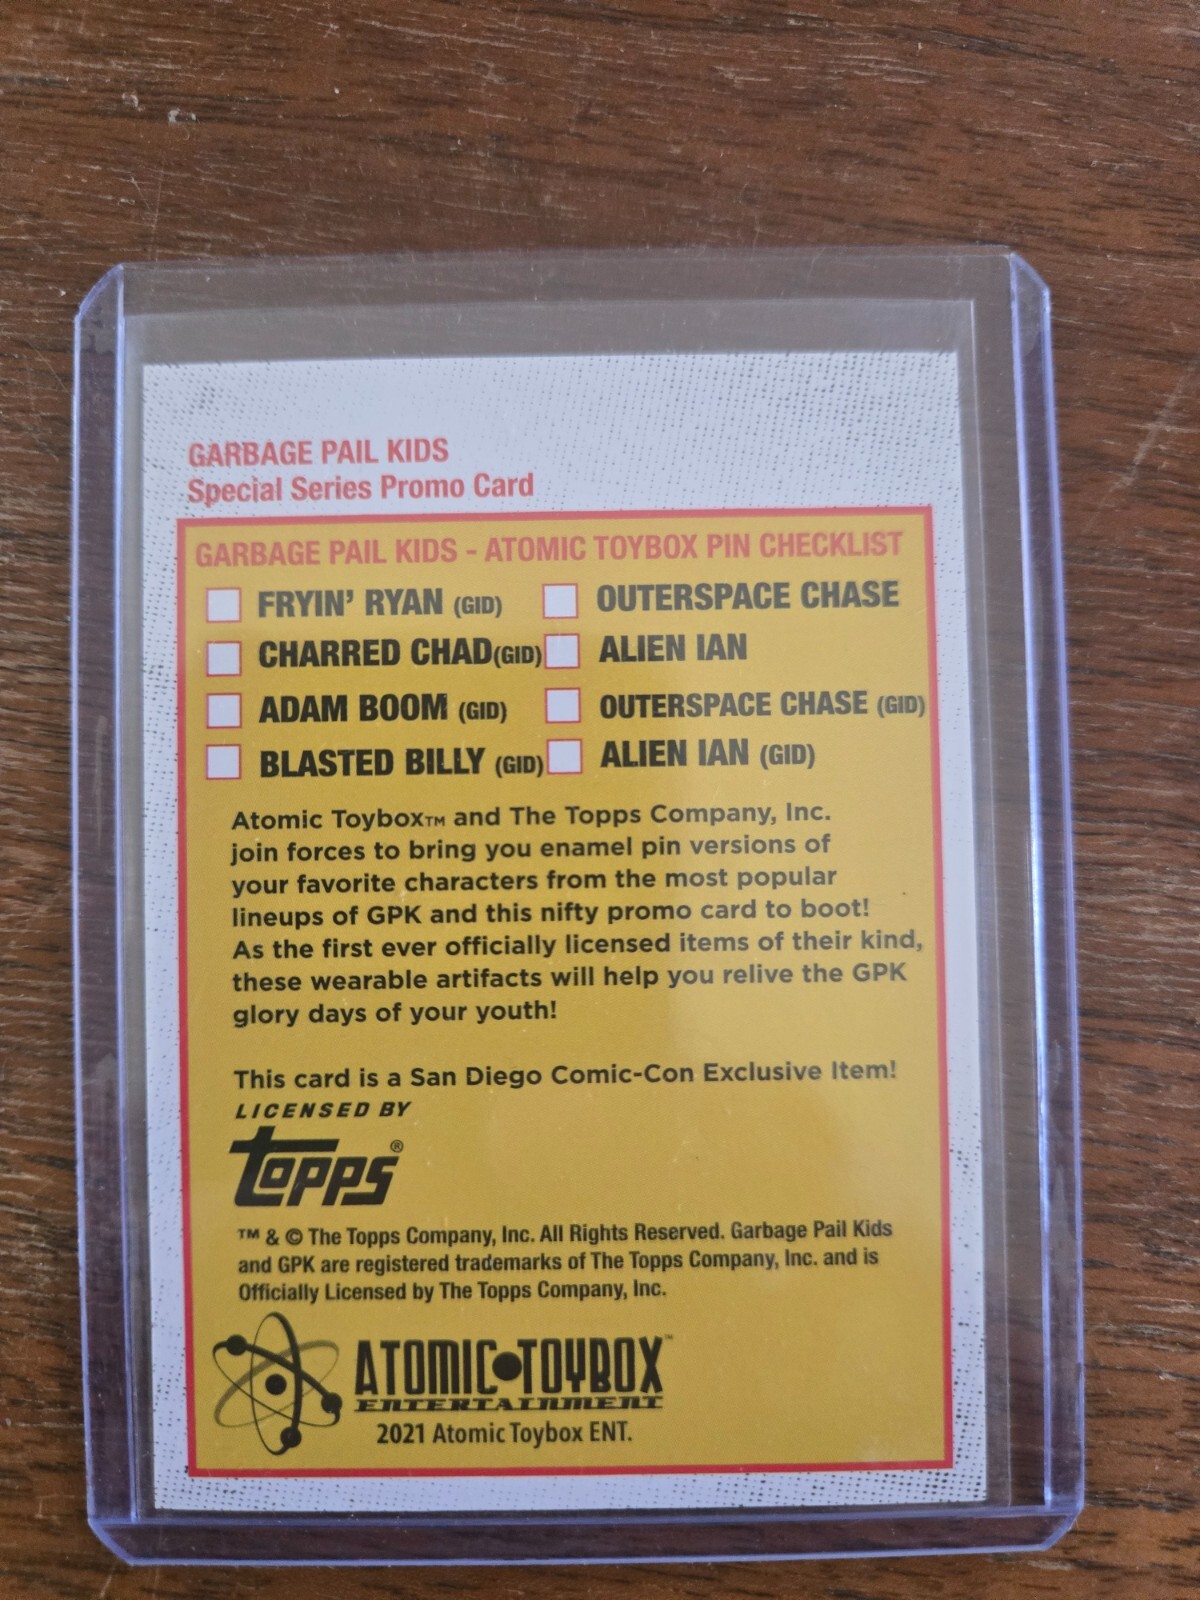 GARBAGE PAIL KIDS
Special Series Promo Card
GARBAGE PAIL KIDS - ATOMIC TOYBOX PIN CHECKLIST
FRYIN' RYAN (GID) OUTERSPACE CHASE
CHARRED CHAD(GID) ALIEN IAN
ADAM BOOM (GID) OUTERSPACE CHASE (GID)
BLASTED BILLY (GID) ALIEN IAN (GID)
Atomic Toybox™ and The Topps Company, Inc.
join forces to bring you enamel pin versions of
your favorite characters from the most popular
lineups of GPK and this nifty promo card to boot!
As the first ever officially licensed items of their kind,
these wearable artifacts will help you relive the GPK
glory days of your youth!
This card is a San Diego Comic-Con Exclusive Item!
LICENSED BY
topps®
™ & © The Topps Company, Inc. All Rights Reserved. Garbage Pail Kids
and GPK are registered trademarks of The Topps Company, Inc. and is
Officially Licensed by The Topps Company, Inc.
ATOMIC•TOYBOX™
ENTERTAINMENT
2021 Atomic Toybox ENT.